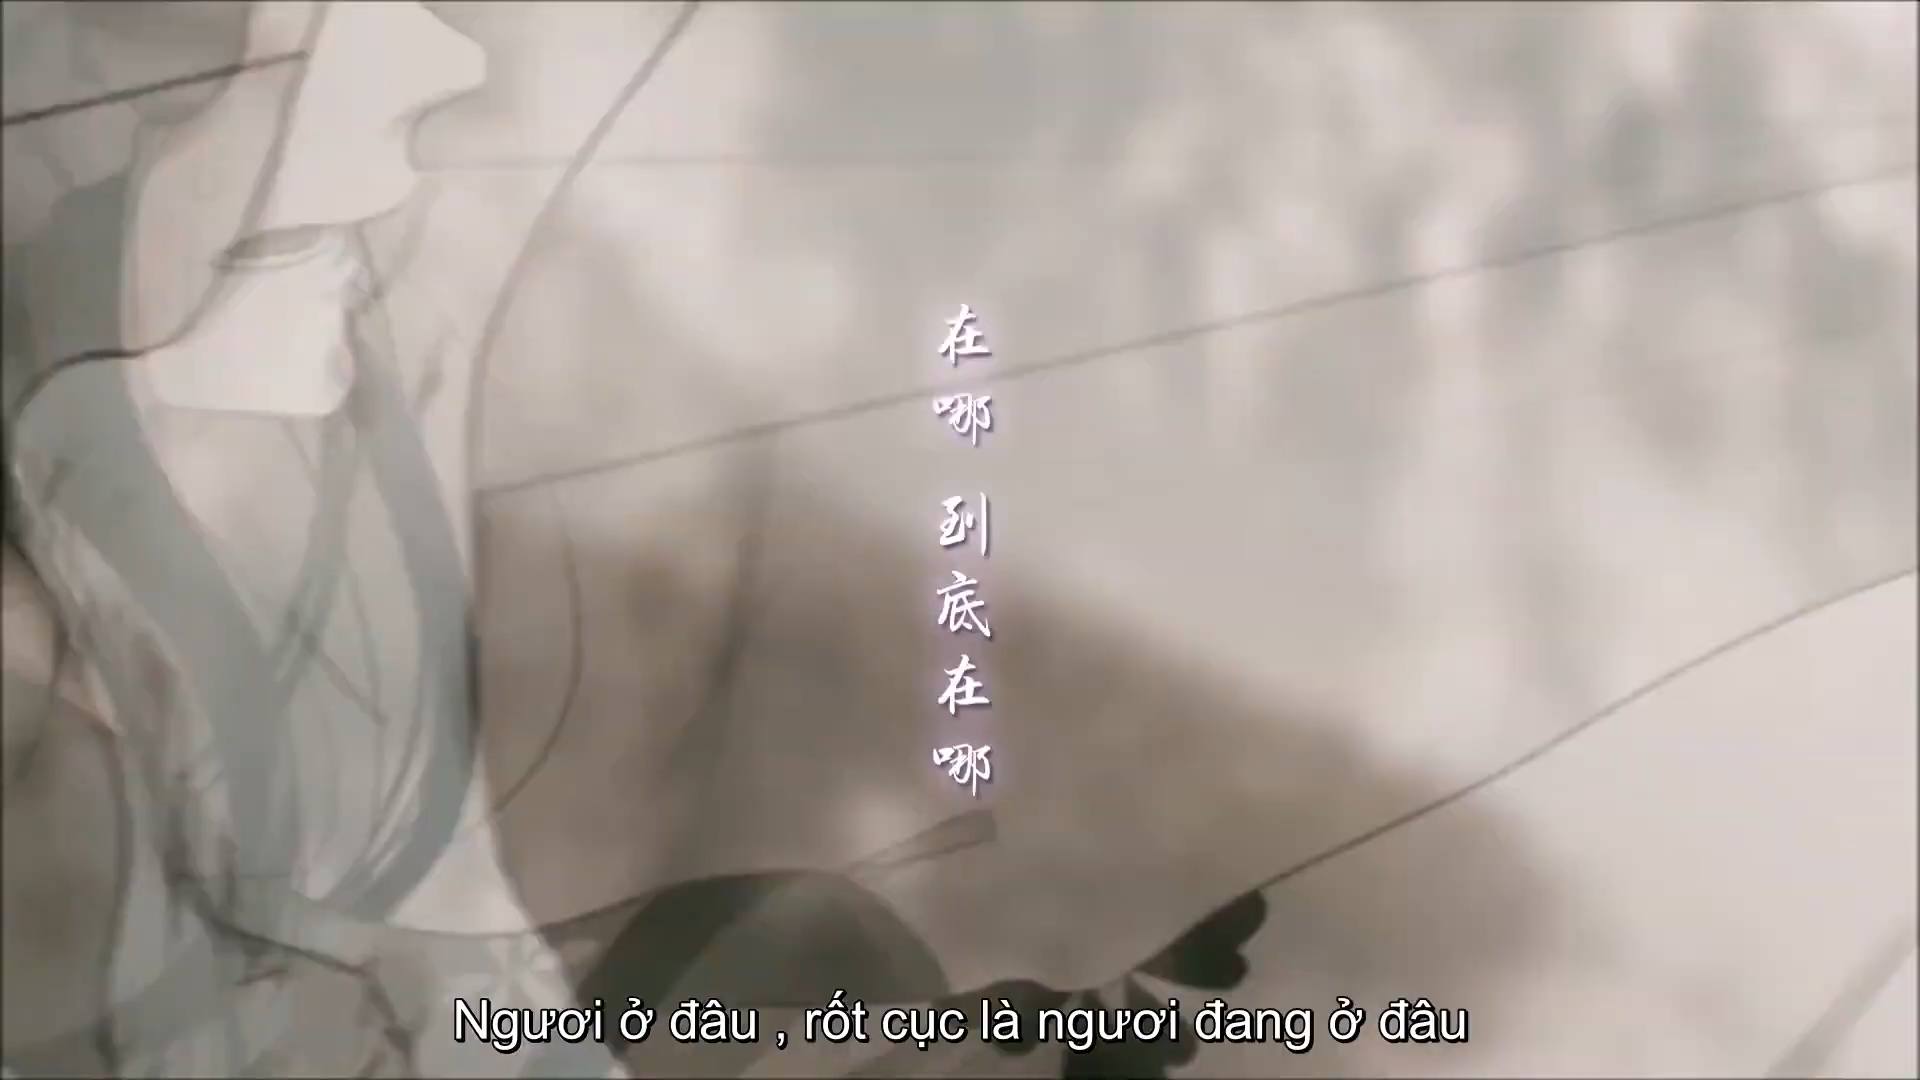 在哪 到底在哪
Ngươi ở đâu , rốt cục là ngươi đang ở đâu